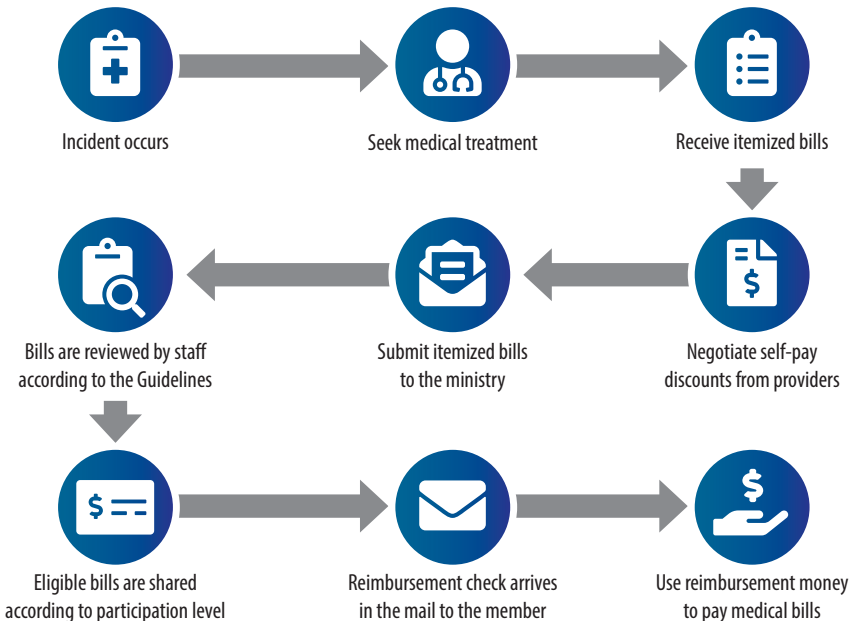 Incident occurs
Seek medical treatment
Receive itemized bills
Negotiate self-pay
discounts from providers
Submit itemized bills
to the ministry
Bills are reviewed by staff
according to the Guidelines
Eligible bills are shared
according to participation level
Reimbursement check arrives
in the mail to the member
Use reimbursement money
to pay medical bills